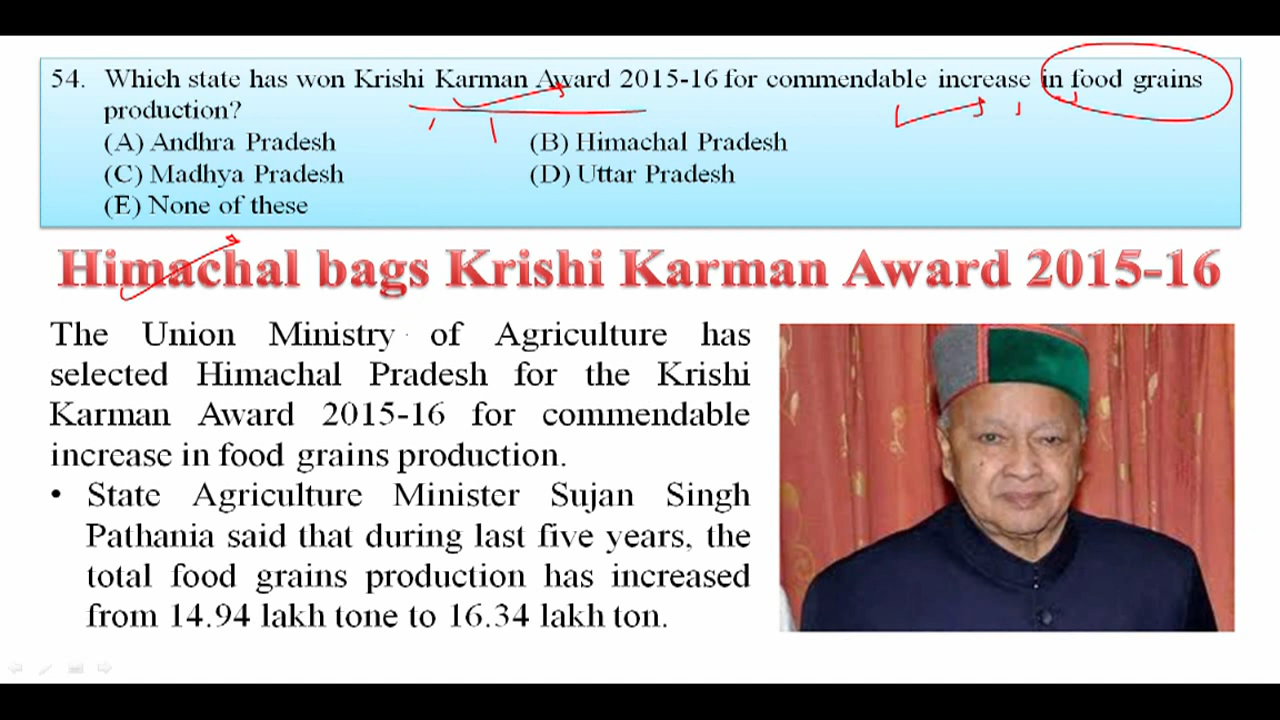 54. Which state has won Krishi Karman Award 2015-16 for commendable increase in food grains
production?
(A) Andhra Pradesh (B) Himachal Pradesh
(C) Madhya Pradesh (D) Uttar Pradesh
(E) None of these
Himachal bags Krishi Karman Award 2015-16
The Union Ministry of Agriculture has
selected Himachal Pradesh for the Krishi
Karman Award 2015-16 for commendable
increase in food grains production.
• State Agriculture Minister Sujan Singh
Pathania said that during last five years, the
total food grains production has increased
from 14.94 lakh tone to 16.34 lakh ton.